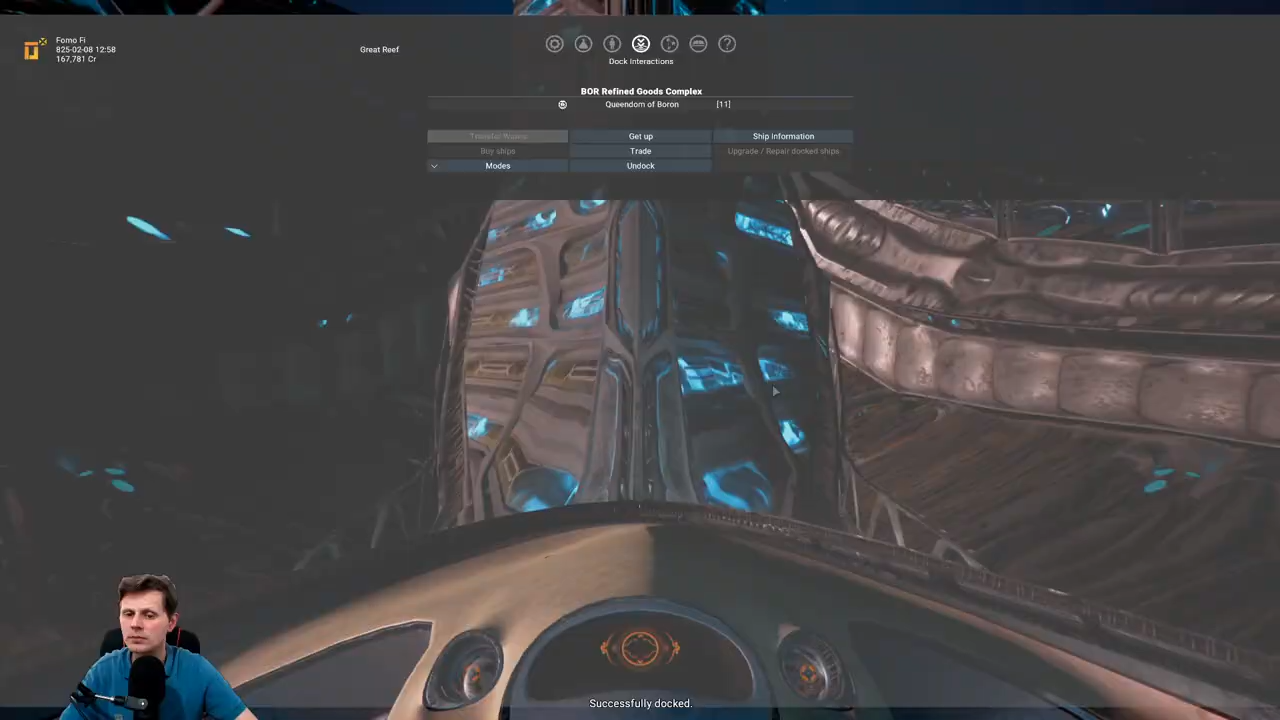 Fomo Fi
825-02-08 12:58
167,781 Cr
Great Reef
Dock Interactions
BOR Refined Goods Complex
Queendom of Boron [11]
Transfer Wares Get up Ship Information
Buy ships Trade Upgrade / Repair docked ships
Modes Undock
Successfully docked.